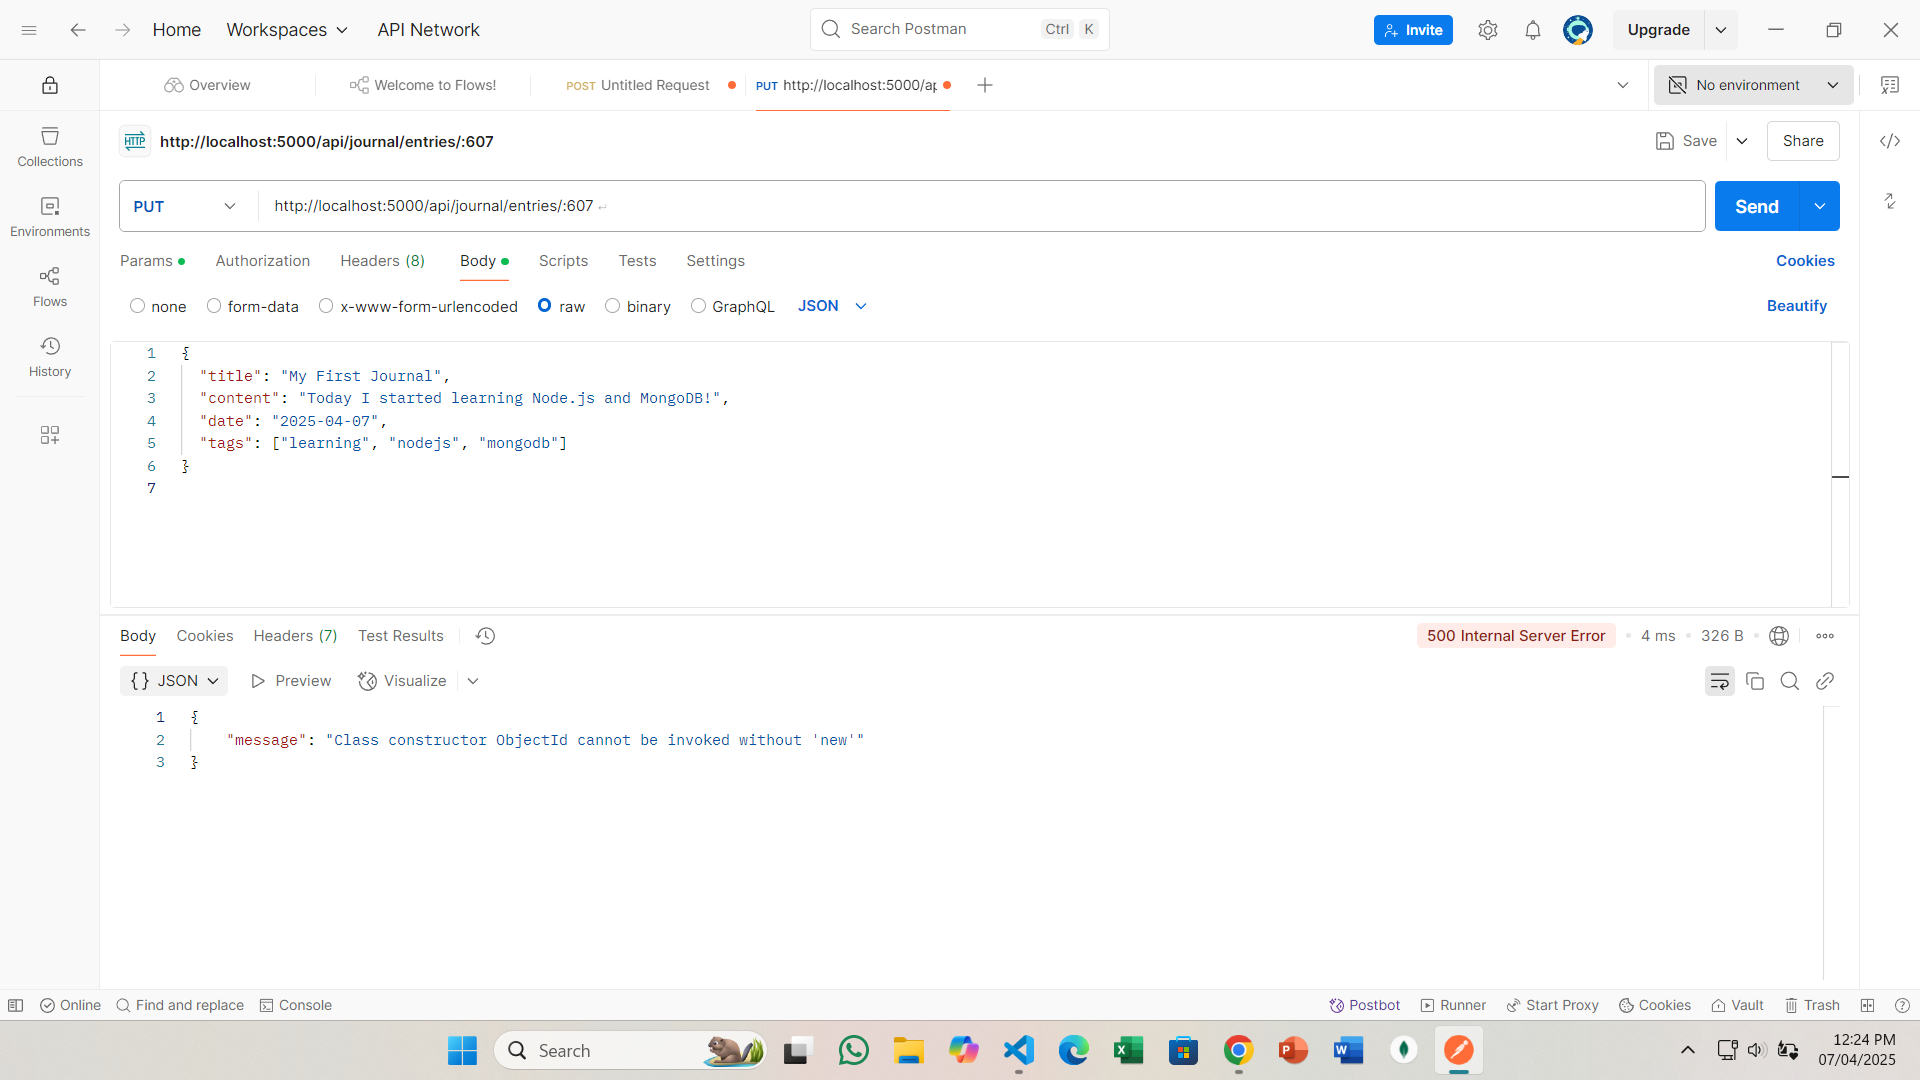 Home Workspaces API Network Search Postman Ctrl K Invite Upgrade
Overview Welcome to Flows! POST Untitled Request PUT http://localhost:5000/ap No environment
Collections
Environments
Flows
History
HTTP http://localhost:5000/api/journal/entries/:607 Save Share
PUT http://localhost:5000/api/journal/entries/:607 Send
Params Authorization Headers (8) Body Scripts Tests Settings Cookies
none form-data x-www-form-urlencoded raw binary GraphQL JSON Beautify
1 {
2 "title": "My First Journal",
3 "content": "Today I started learning Node.js and MongoDB!",
4 "date": "2025-04-07",
5 "tags": ["learning", "nodejs", "mongodb"]
6 }
7
Body Cookies Headers (7) Test Results 500 Internal Server Error 4 ms 326 B
{} JSON Preview Visualize
1 {
2 "message": "Class constructor ObjectId cannot be invoked without 'new'"
3 }
Online Find and replace Console Postbot Runner Start Proxy Cookies Vault Trash
Search
12:24 PM
07/04/2025